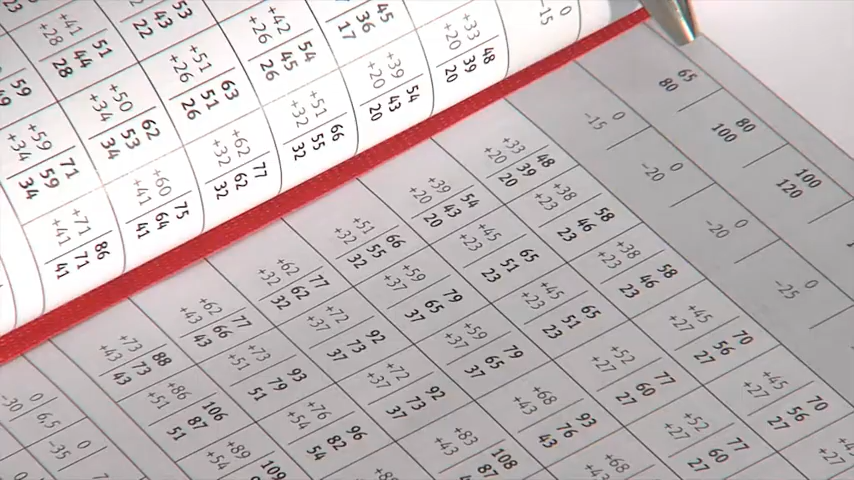 +28 +41
28 44 51
22 43 53
59
+34 +59 +34 +50 +26 +51 +26 +42
34 59 71 34 53 62 26 51 63 26 45 54 17 36 45
+41 +71 +41 +60 +32 +62 +32 +51 +20 +39 +20 +33 -15 0
41 71 86 41 64 75 32 62 77 32 55 66 20 43 54 20 39 48
+43 +73 +43 +62 +32 +62 +32 +51 +20 +39 +20 +33 -15 0
43 73 88 43 66 77 32 62 77 32 55 66 20 43 54 20 39 48 80 65
-30 0 +51 +86 +51 +73 +37 +72 +37 +59 +23 +45 +23 +38 -20 0
6,5 51 87 106 51 79 93 37 73 92 37 65 79 23 51 65 23 46 58 100 80
-35 0 +54 +89 +54 +76 +37 +72 +37 +59 +23 +45 +23 +38 -20 0
109 54 82 96 37 73 92 37 65 79 23 51 65 23 46 58 120 100
+43 +83 +43 +68 +27 +52 +27 +45 -25 0
87 108 43 76 93 27 60 77 27 56 70
+68 +27 +52 +27 +45
27 60 77 27 56 70